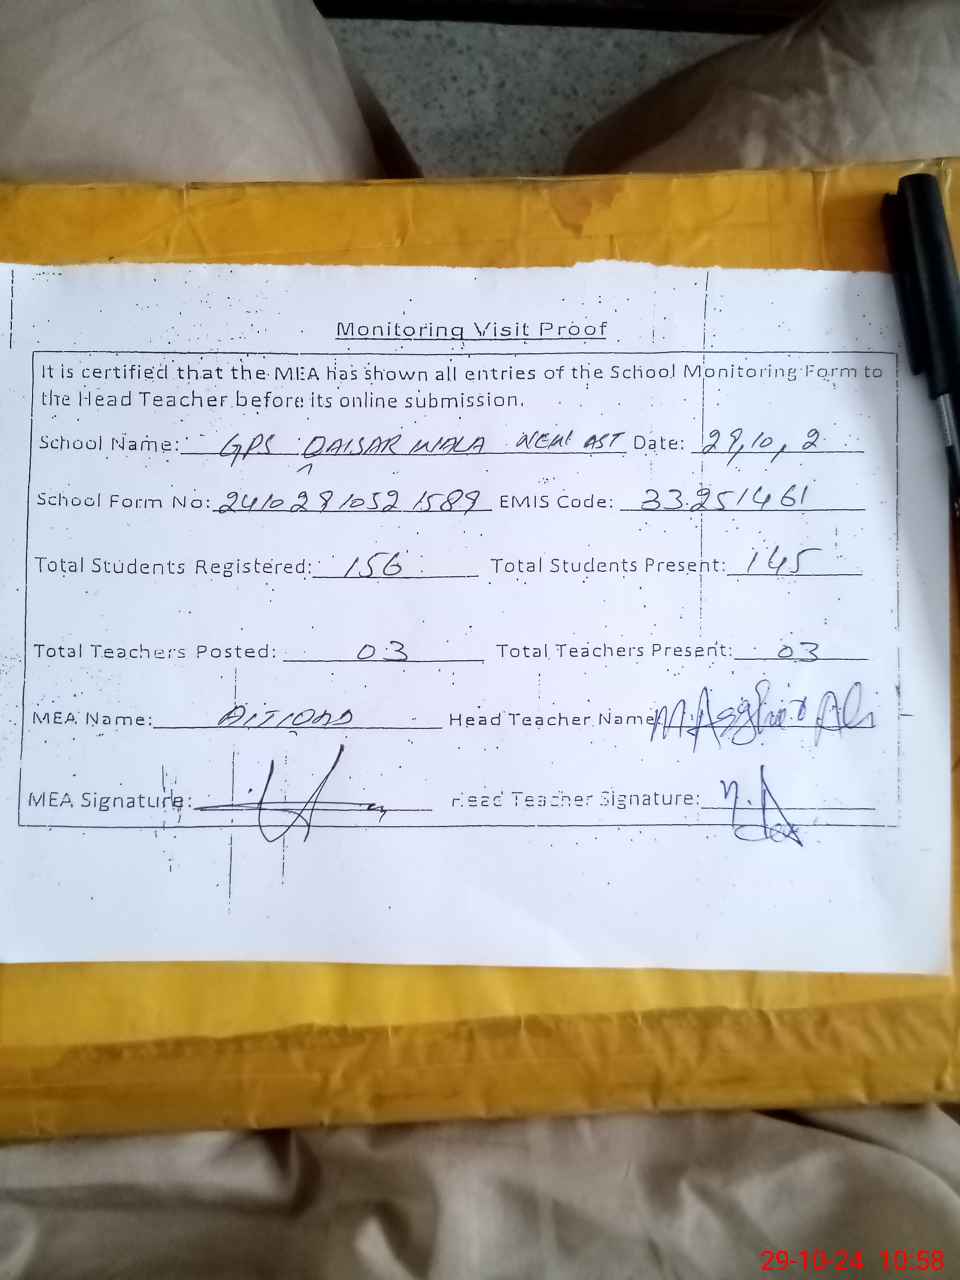 Monitoring Visit Proof
It is certified that the MEA has shown all entries of the School Monitoring Form to
the Head Teacher before its online submission.
School Name: GPS QAISAR WALA Date: 29,10, 2
School Form No: 2410291052 1589 EMIS Code: 33251461
Total Students Registered: 156 Total Students Present: 145
Total Teachers Posted: 03 Total Teachers Present: 03
MEA Name: Head Teacher Name M. Asghar Ali
MEA Signature: Head Teacher Signature:
29-10-24 10:58